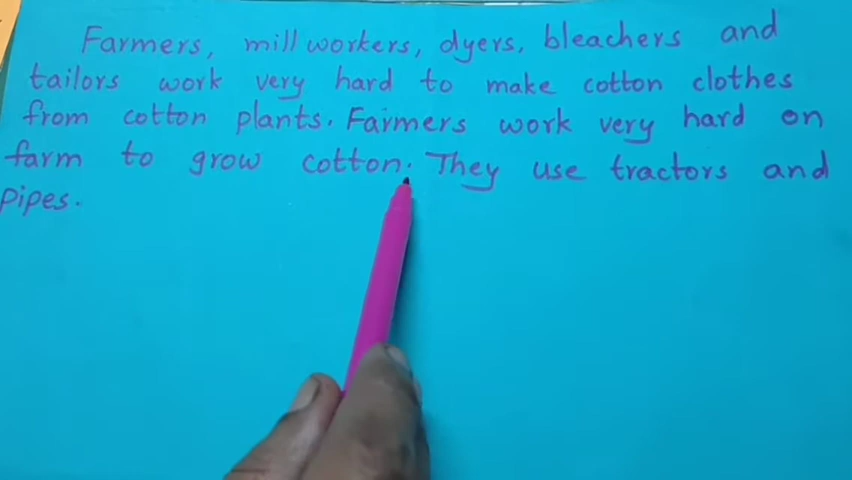 Farmers, mill workers, dyers, bleachers and
tailors work very hard to make cotton clothes
from cotton plants. Farmers work very hard on
farm to grow cotton. They use tractors and
pipes.